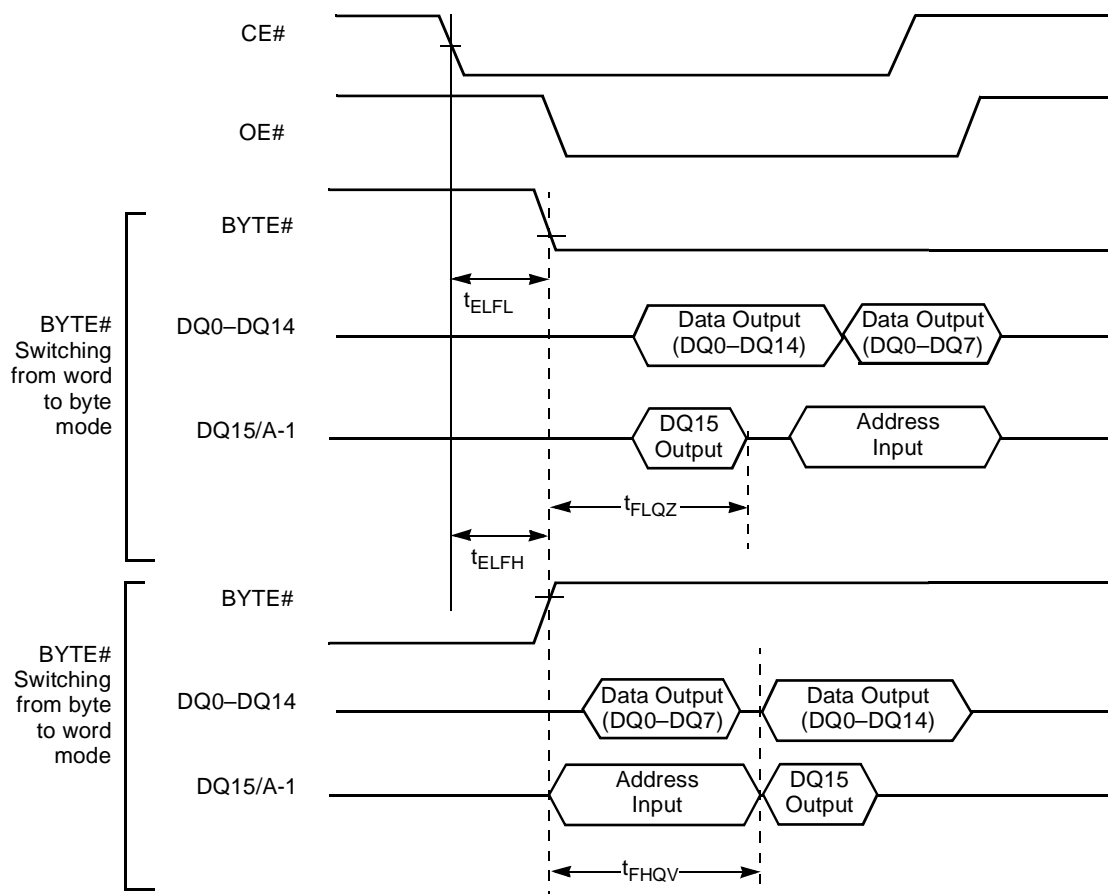 CE#
OE#
BYTE#
tELFL
BYTE#
Switching
from word
to byte
mode
DQ0–DQ14
Data Output
(DQ0–DQ14)
Data Output
(DQ0–DQ7)
DQ15/A-1
DQ15
Output
Address
Input
tFLQZ
tELFH
BYTE#
BYTE#
Switching
from byte
to word
mode
DQ0–DQ14
Data Output
(DQ0–DQ7)
Data Output
(DQ0–DQ14)
DQ15/A-1
Address
Input
DQ15
Output
tFHQV